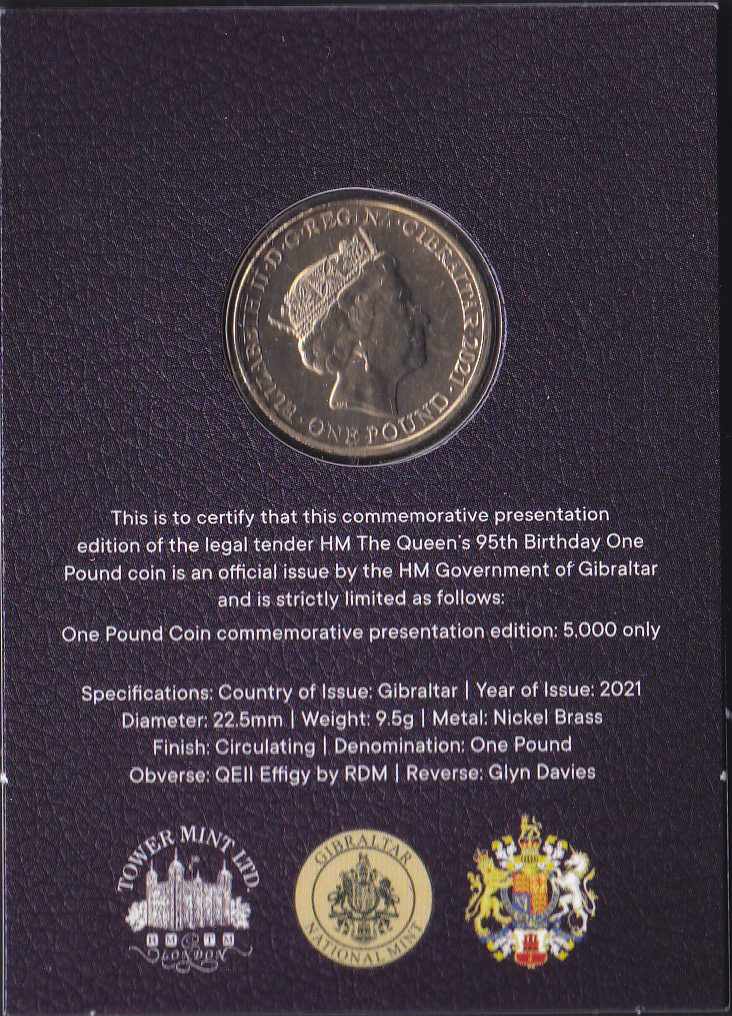 ELIZABETH II · D · G · REGINA · GIBRALTAR 2021 ·
ONE POUND
This is to certify that this commemorative presentation
edition of the legal tender HM The Queen's 95th Birthday One
Pound coin is an official issue by the HM Government of Gibraltar
and is strictly limited as follows:
One Pound Coin commemorative presentation edition: 5,000 only
Specifications: Country of Issue: Gibraltar | Year of Issue: 2021
Diameter: 22.5mm | Weight: 9.5g | Metal: Nickel Brass
Finish: Circulating | Denomination: One Pound
Obverse: QEII Effigy by RDM | Reverse: Glyn Davies
TOWER MINT LTD.
LONDON
GIBRALTAR
NATIONAL MINT